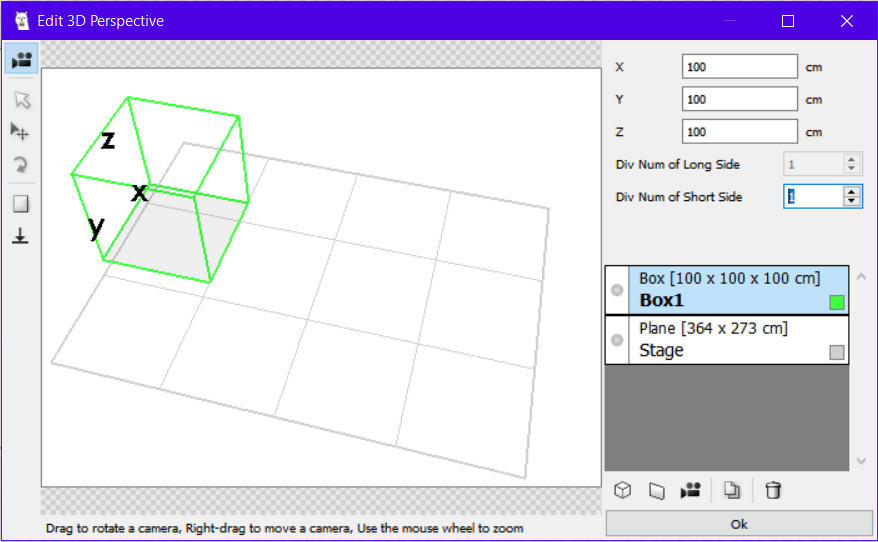 Edit 3D Perspective
X 100 cm
Y 100 cm
Z 100 cm
Div Num of Long Side 1
Div Num of Short Side 1
z
x
y
Box [100 x 100 x 100 cm]
Box1
Plane [364 x 273 cm]
Stage
Ok
Drag to rotate a camera, Right-drag to move a camera, Use the mouse wheel to zoom